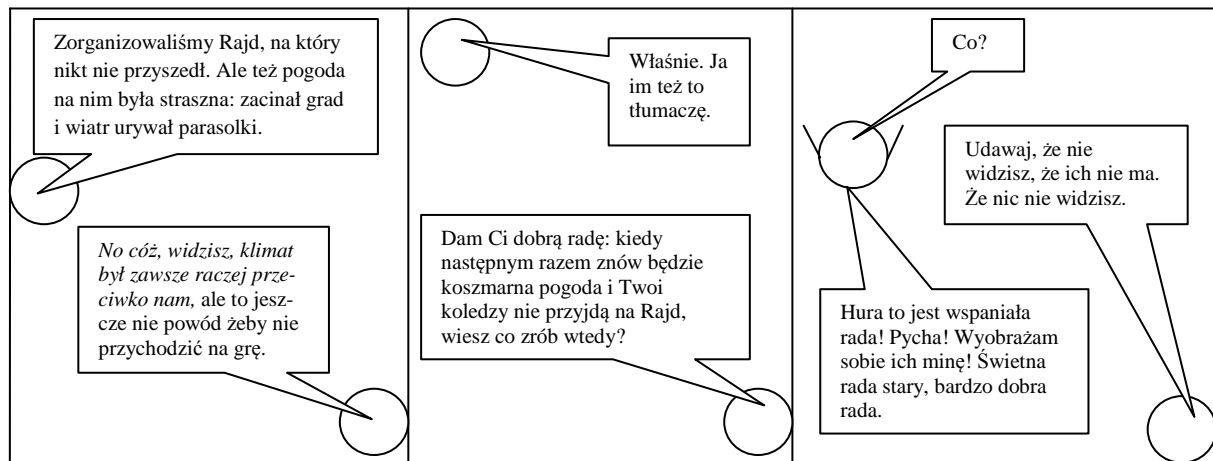 Zorganizowaliśmy Rajd, na który
nikt nie przyszedł. Ale też pogoda
na nim była straszna: zacinał grad
i wiatr urywał parasolki.
No cóż, widzisz, klimat
był zawsze raczej prze-
ciwko nam, ale to jesz-
cze nie powód żeby nie
przychodzić na grę.
Właśnie. Ja
im też to
tłumaczę.
Dam Ci dobrą radę: kiedy
następnym razem znów będzie
koszmarna pogoda i Twoi
koledzy nie przyjdą na Rajd,
wiesz co zrób wtedy?
Co?
Udawaj, że nie
widzisz, że ich nie ma.
Że nic nie widzisz.
Hura to jest wspaniała
rada! Pycha! Wyobrażam
sobie ich minę! Świetna
rada stary, bardzo dobra
rada.